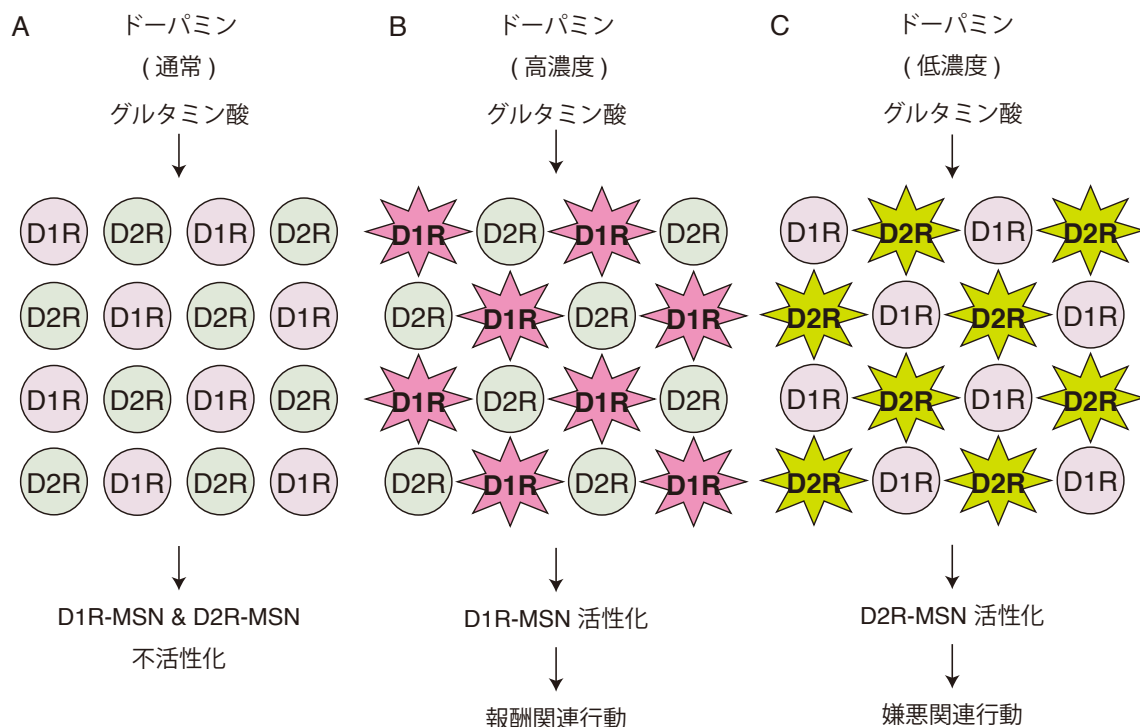 A
ドーパミン
( 通常 )
グルタミン酸
D1R D2R D1R D2R
D2R D1R D2R D1R
D1R D2R D1R D2R
D2R D1R D2R D1R
D1R-MSN & D2R-MSN
不活性化
B
ドーパミン
( 高濃度 )
グルタミン酸
D1R D2R D1R D2R
D2R D1R D2R D1R
D1R D2R D1R D2R
D2R D1R D2R D1R
D1R-MSN 活性化
報酬関連行動
C
ドーパミン
( 低濃度 )
グルタミン酸
D1R D2R D1R D2R
D2R D1R D2R D1R
D1R D2R D1R D2R
D2R D1R D2R D1R
D2R-MSN 活性化
嫌悪関連行動